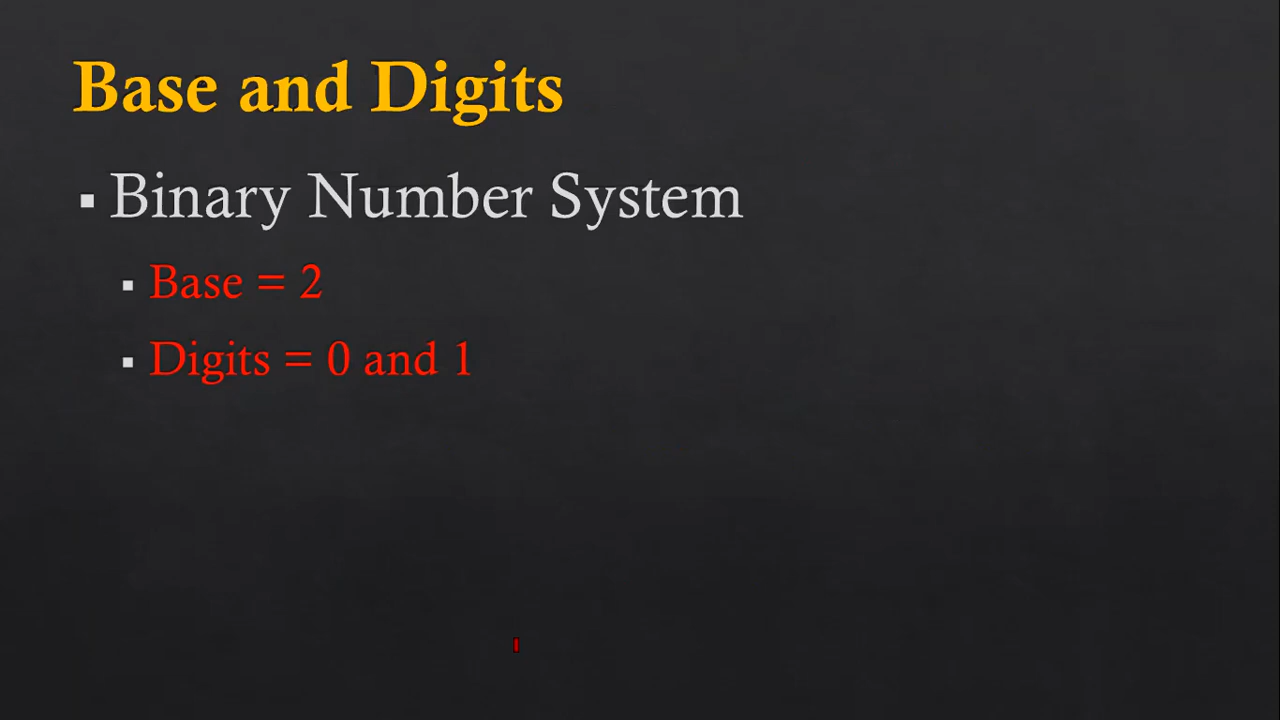 Base and Digits
▪ Binary Number System
▪ Base = 2
▪ Digits = 0 and 1